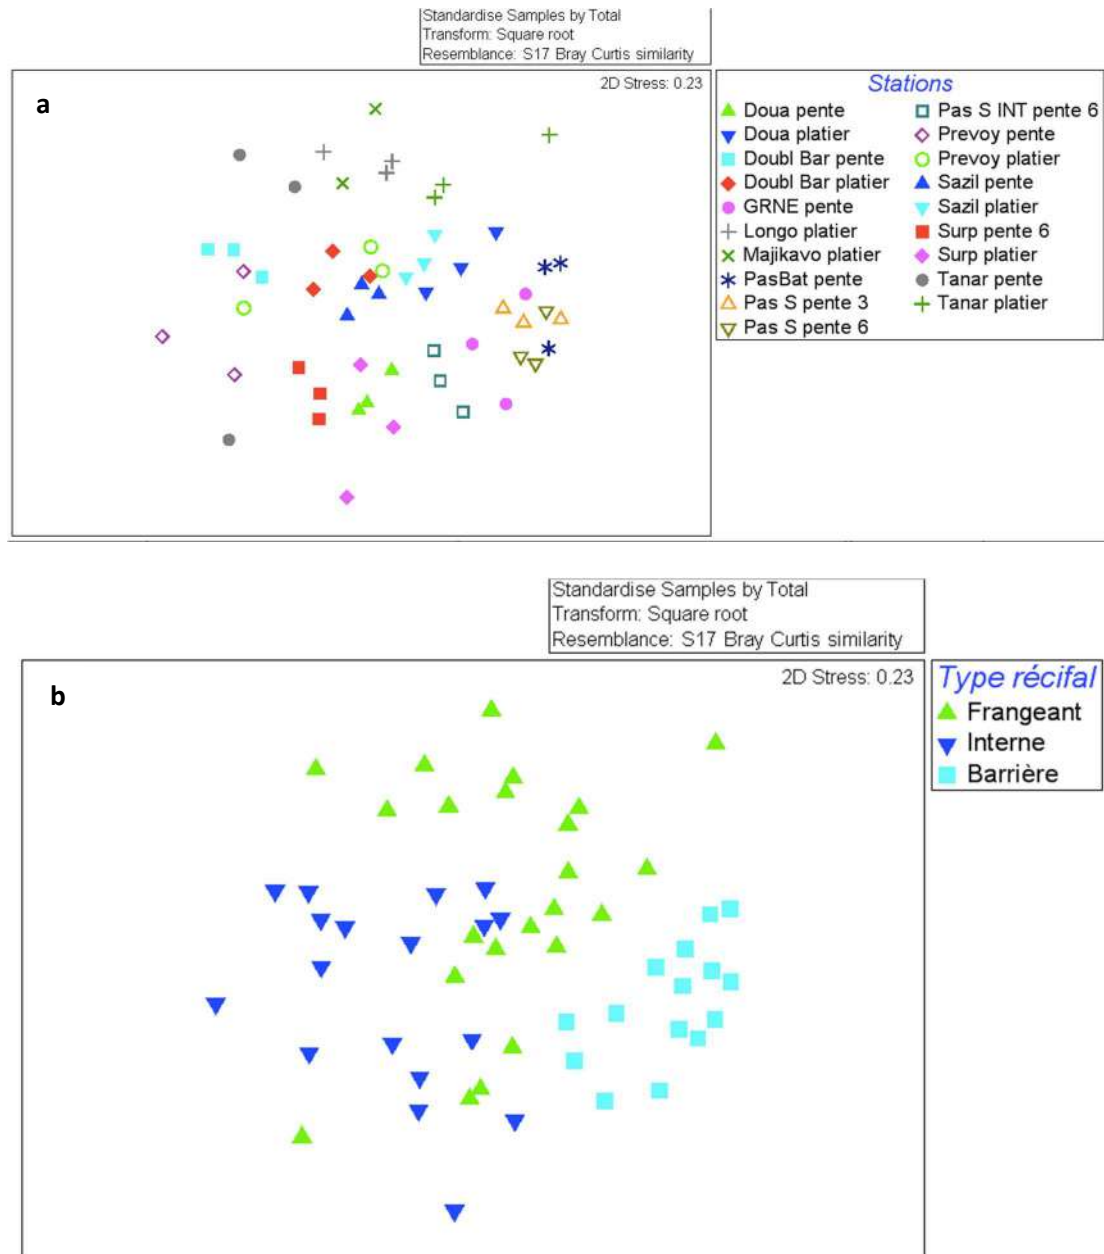 Standardise Samples by Total
Transform: Square root
Resemblance: S17 Bray Curtis similarity
a
2D Stress: 0.23
Stations
Doua pente
Doua platier
Doubl Bar pente
Doubl Bar platier
GRNE pente
Longo platier
Majikavo platier
PasBat pente
Pas S pente 3
Pas S pente 6
Pas S INT pente 6
Prevoy pente
Prevoy platier
Sazil pente
Sazil platier
Surp pente 6
Surp platier
Tanar pente
Tanar platier
Standardise Samples by Total
Transform: Square root
Resemblance: S17 Bray Curtis similarity
b
2D Stress: 0.23
Type récifal
Frangeant
Interne
Barrière